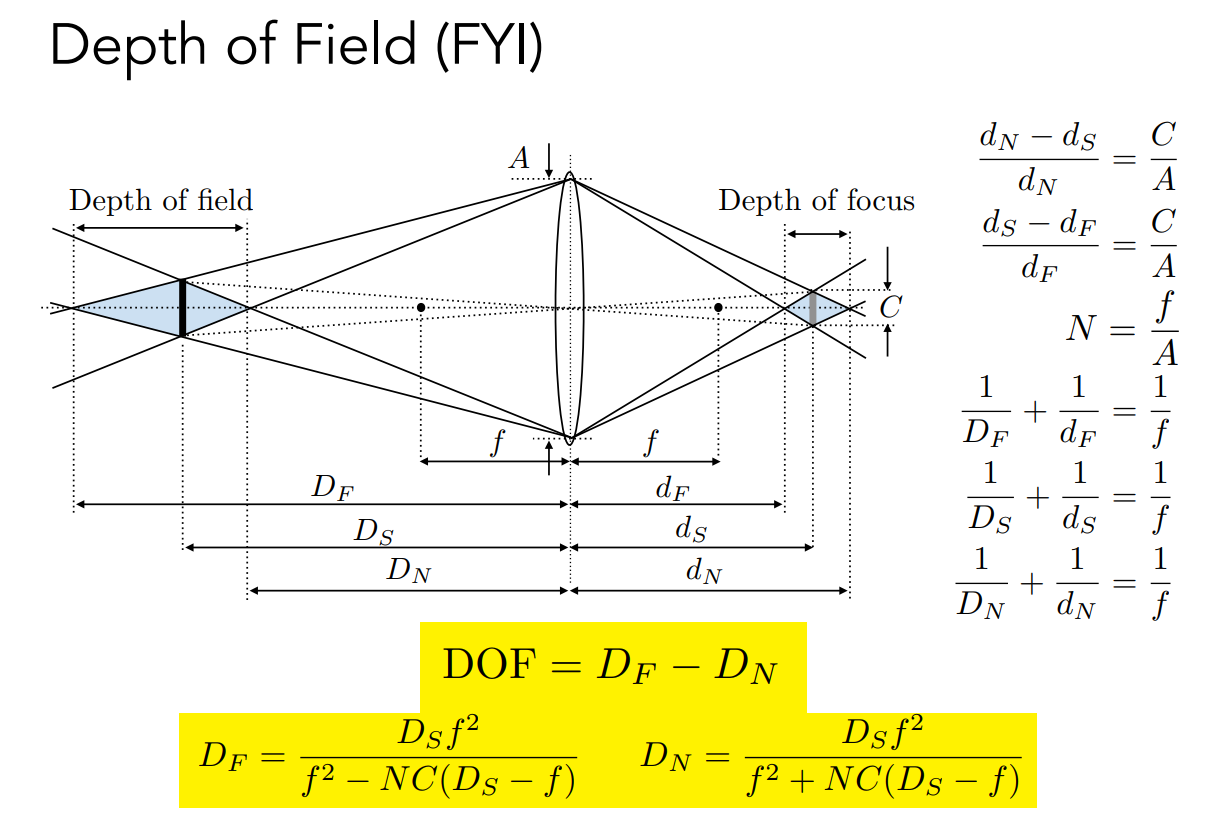 Depth of Field (FYI)
A
Depth of field
Depth of focus
C
f
f
D_F
d_F
D_S
d_S
D_N
d_N
\frac{d_N - d_S}{d_N} = \frac{C}{A}
\frac{d_S - d_F}{d_F} = \frac{C}{A}
N = \frac{f}{A}
\frac{1}{D_F} + \frac{1}{d_F} = \frac{1}{f}
\frac{1}{D_S} + \frac{1}{d_S} = \frac{1}{f}
\frac{1}{D_N} + \frac{1}{d_N} = \frac{1}{f}
DOF = D_F - D_N
D_F = \frac{D_S f^2}{f^2 - NC(D_S - f)}
D_N = \frac{D_S f^2}{f^2 + NC(D_S - f)}